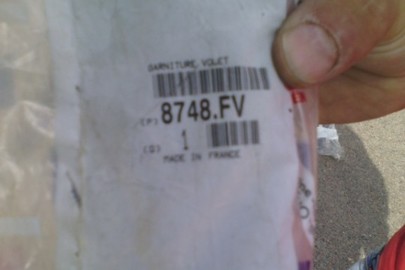 GARNITURE VOLET
(P) 8748.FV
(Q) 1
MADE IN FRANCE